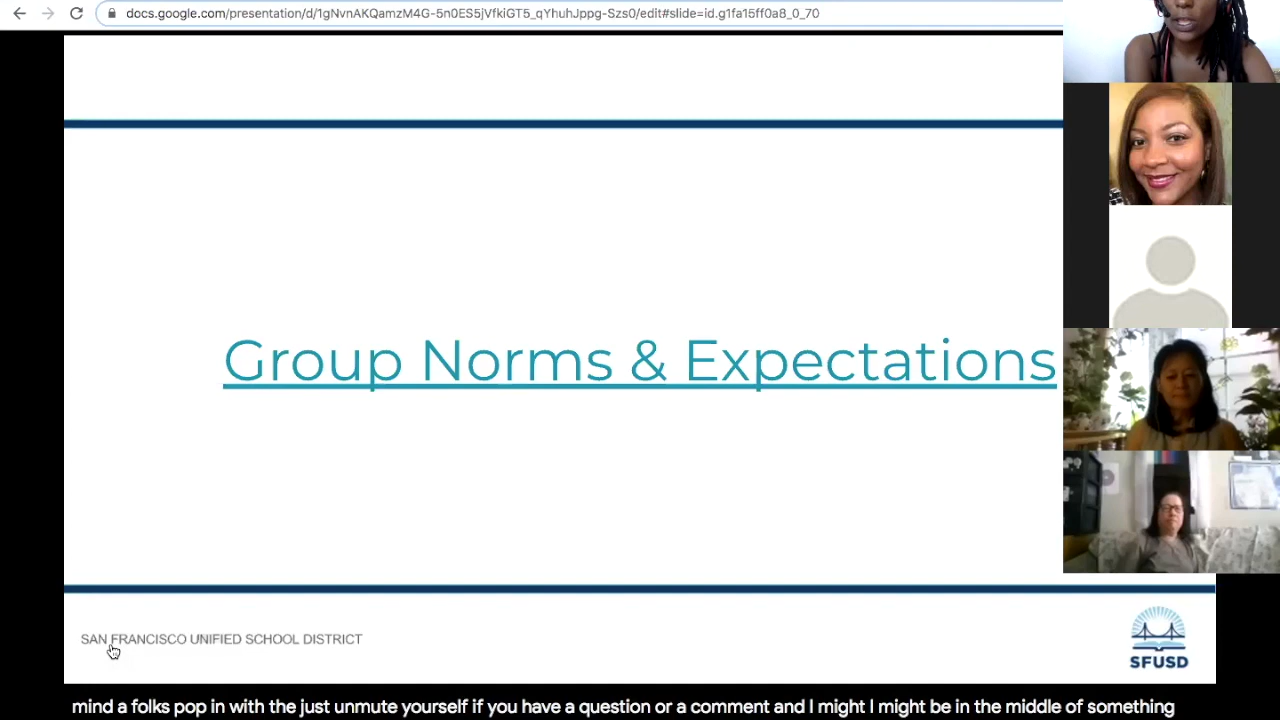 docs.google.com/presentation/d/1gNvnAKQamzM4G-5n0ES5jVfkiGT5_qYhuhJppg-Szs0/edit#slide=id.g1fa15ff0a8_0_70
Group Norms & Expectations
SAN FRANCISCO UNIFIED SCHOOL DISTRICT
SFUSD
mind a folks pop in with the just unmute yourself if you have a question or a comment and I might I might be in the middle of something